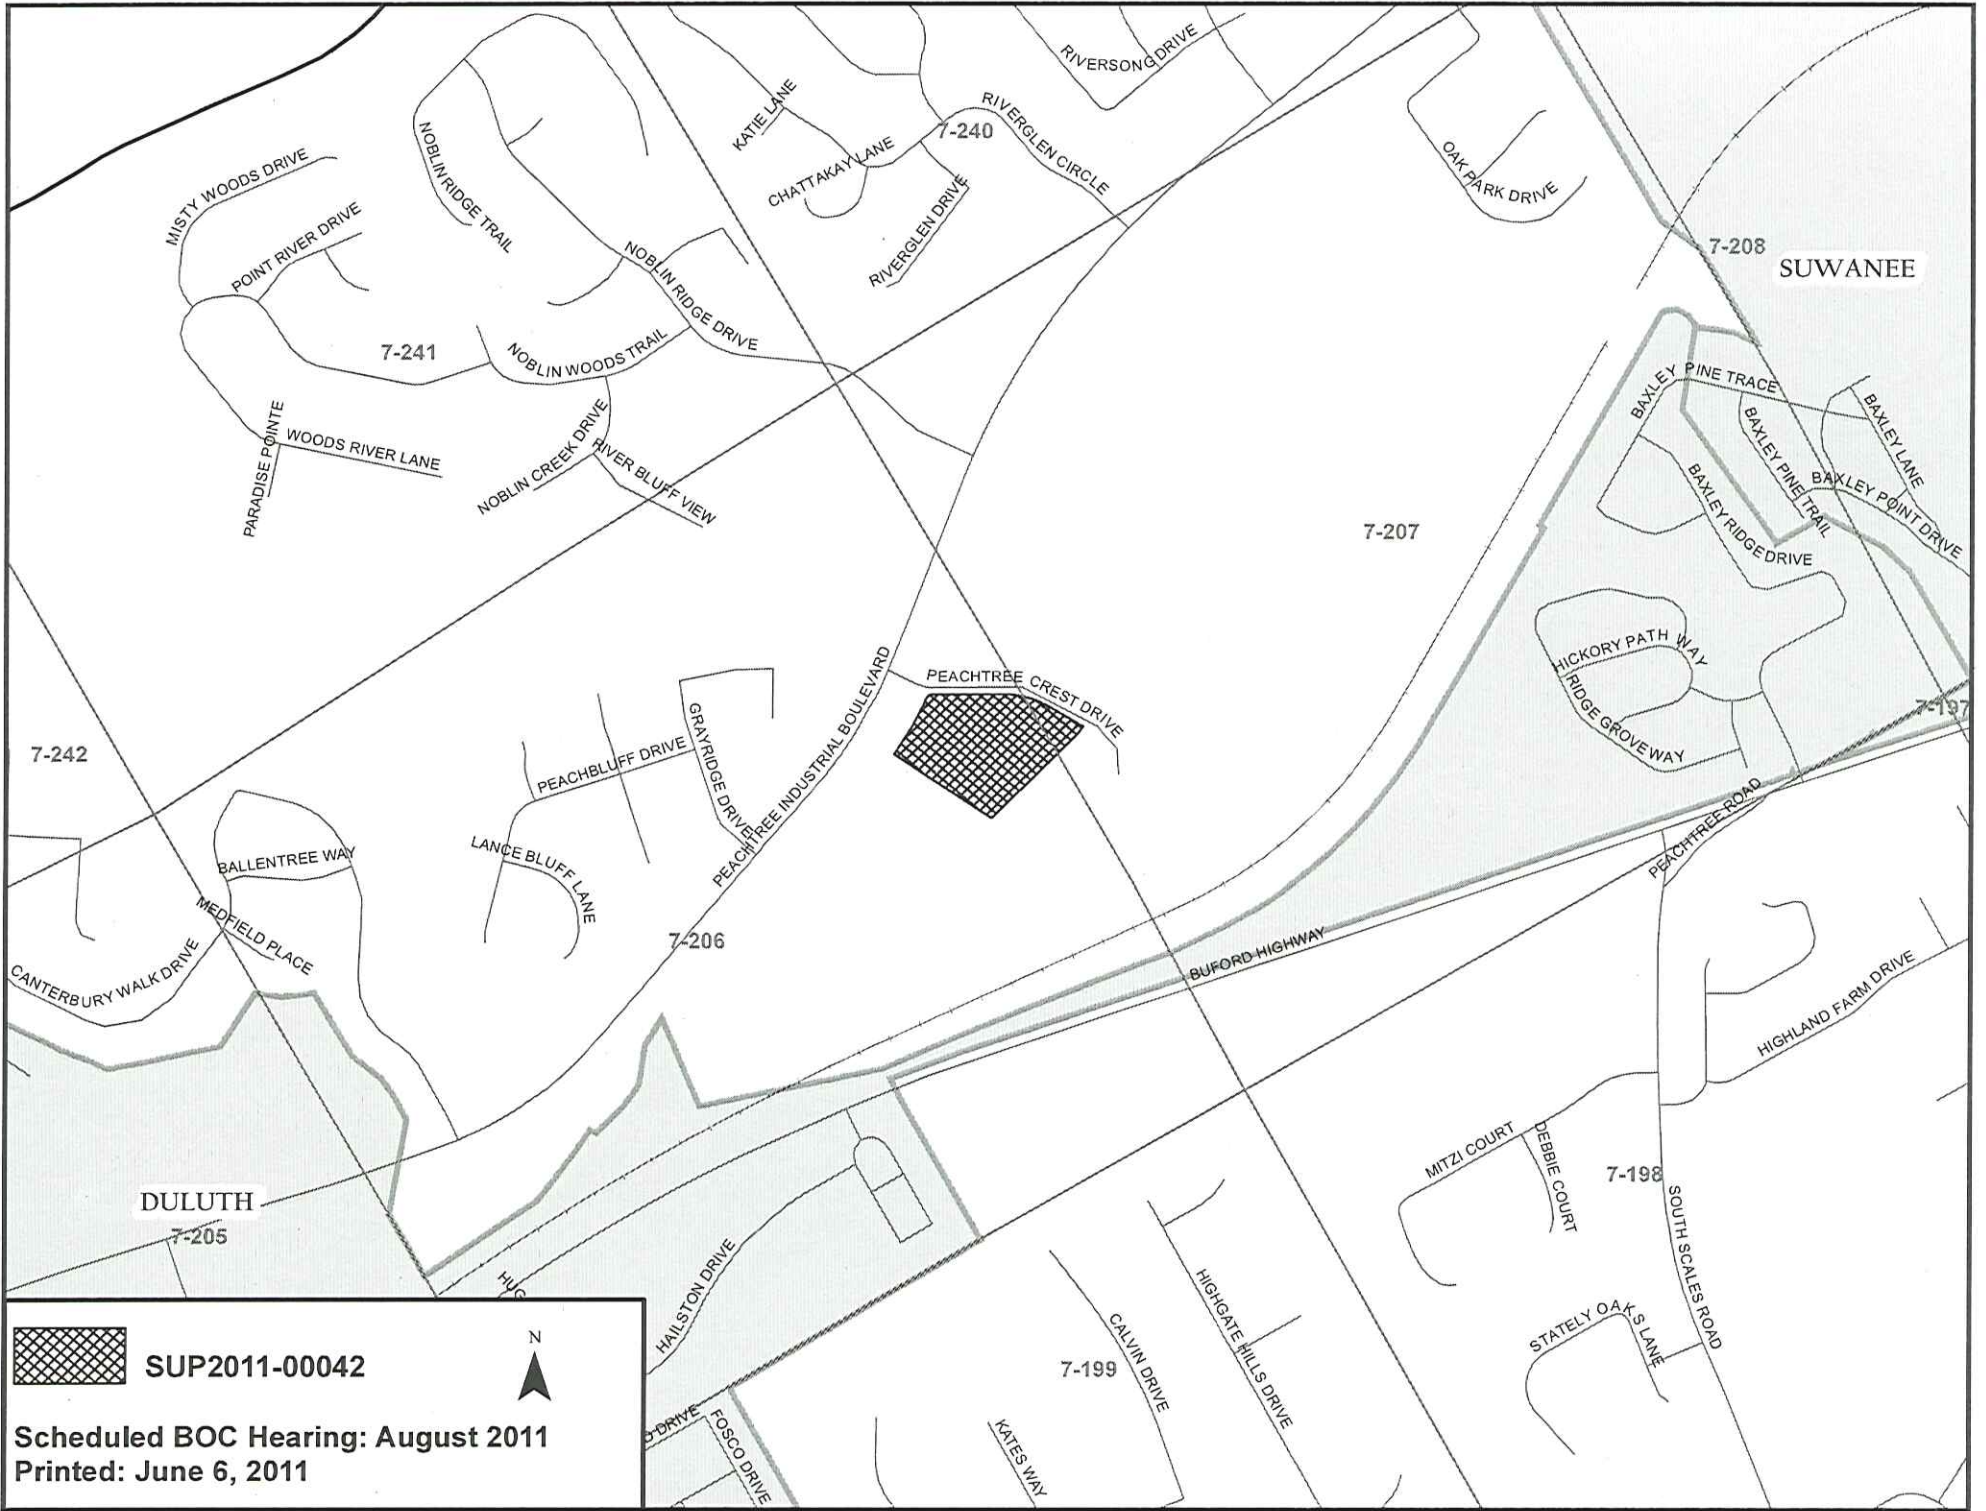 RIVERSONG DRIVE
KATIE LANE
RIVERGLEN CIRCLE
7-240
CHATTAKAY LANE
RIVERGLEN DRIVE
NOBLIN RIDGE TRAIL
MISTY WOODS DRIVE
POINT RIVER DRIVE
OAK PARK DRIVE
7-208
SUWANEE
NOBLIN RIDGE DRIVE
7-241
NOBLIN WOODS TRAIL
BAXLEY PINE TRACE
BAXLEY LANE
BAXLEY PINE TRAIL
BAXLEY POINT DRIVE
BAXLEY RIDGE DRIVE
PARADISE POINTE
WOODS RIVER LANE
NOBLIN CREEK DRIVE
RIVER BLUFF VIEW
7-207
HICKORY PATH WAY
RIDGE GROVE WAY
7-197
PEACHTREE CREST DRIVE
PEACHTREE INDUSTRIAL BOULEVARD
GRAYRIDGE DRIVE
PEACHBLUFF DRIVE
7-242
PEACHTREE ROAD
BALLENTREE WAY
LANCE BLUFF LANE
MEDFIELD PLACE
CANTERBURY WALK DRIVE
7-206
BUFORD HIGHWAY
HIGHLAND FARM DRIVE
MITZI COURT
DEBBIE COURT
7-198
SOUTH SCALES ROAD
DULUTH
7-205
HUG
HAILSTON DRIVE
HIGHGATE HILLS DRIVE
CALVIN DRIVE
STATELY OAKS LANE
7-199
KATES WAY
DRIVE
FOSCO DRIVE
N
SUP2011-00042
Scheduled BOC Hearing: August 2011
Printed: June 6, 2011